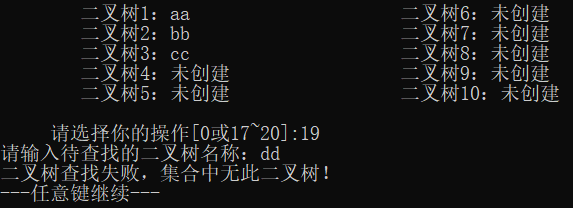 二叉树1：aa 二叉树6：未创建
二叉树2：bb 二叉树7：未创建
二叉树3：cc 二叉树8：未创建
二叉树4：未创建 二叉树9：未创建
二叉树5：未创建 二叉树10：未创建
请选择你的操作[0或17~20]:19
请输入待查找的二叉树名称：dd
二叉树查找失败，集合中无此二叉树！
---任意键继续---